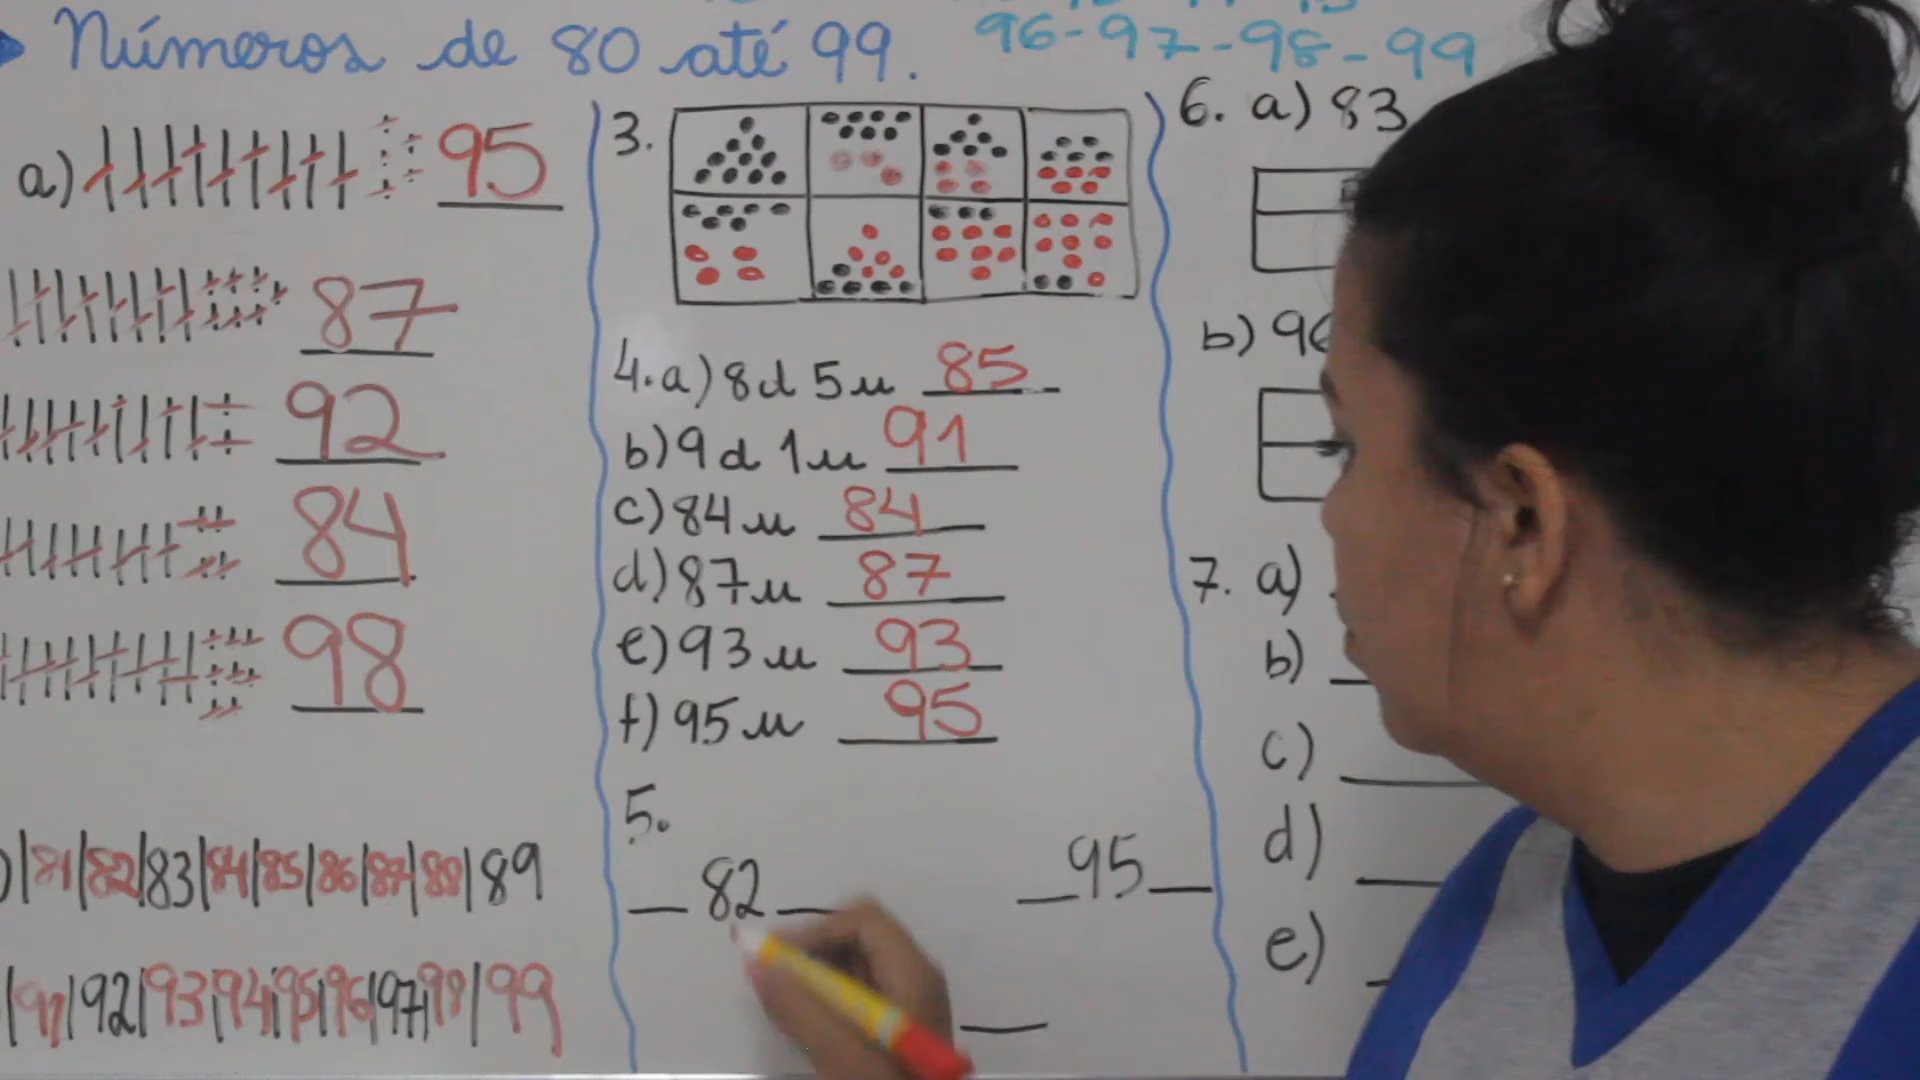 Números de 80 até 99.
96-97-98-99
a) 95
87
92
84
98
81|82|83|84|85|86|87|88|89
91|92|93|94|95|96|97|98|99
3.
4. a) 8d 5u 85
b) 9d 1u 91
c) 84u 84
d) 87u 87
e) 93u 93
f) 95u 95
5.
_ 82 _ _ 95 _
6. a) 83
b)
7. a)
b)
c)
d)
e)